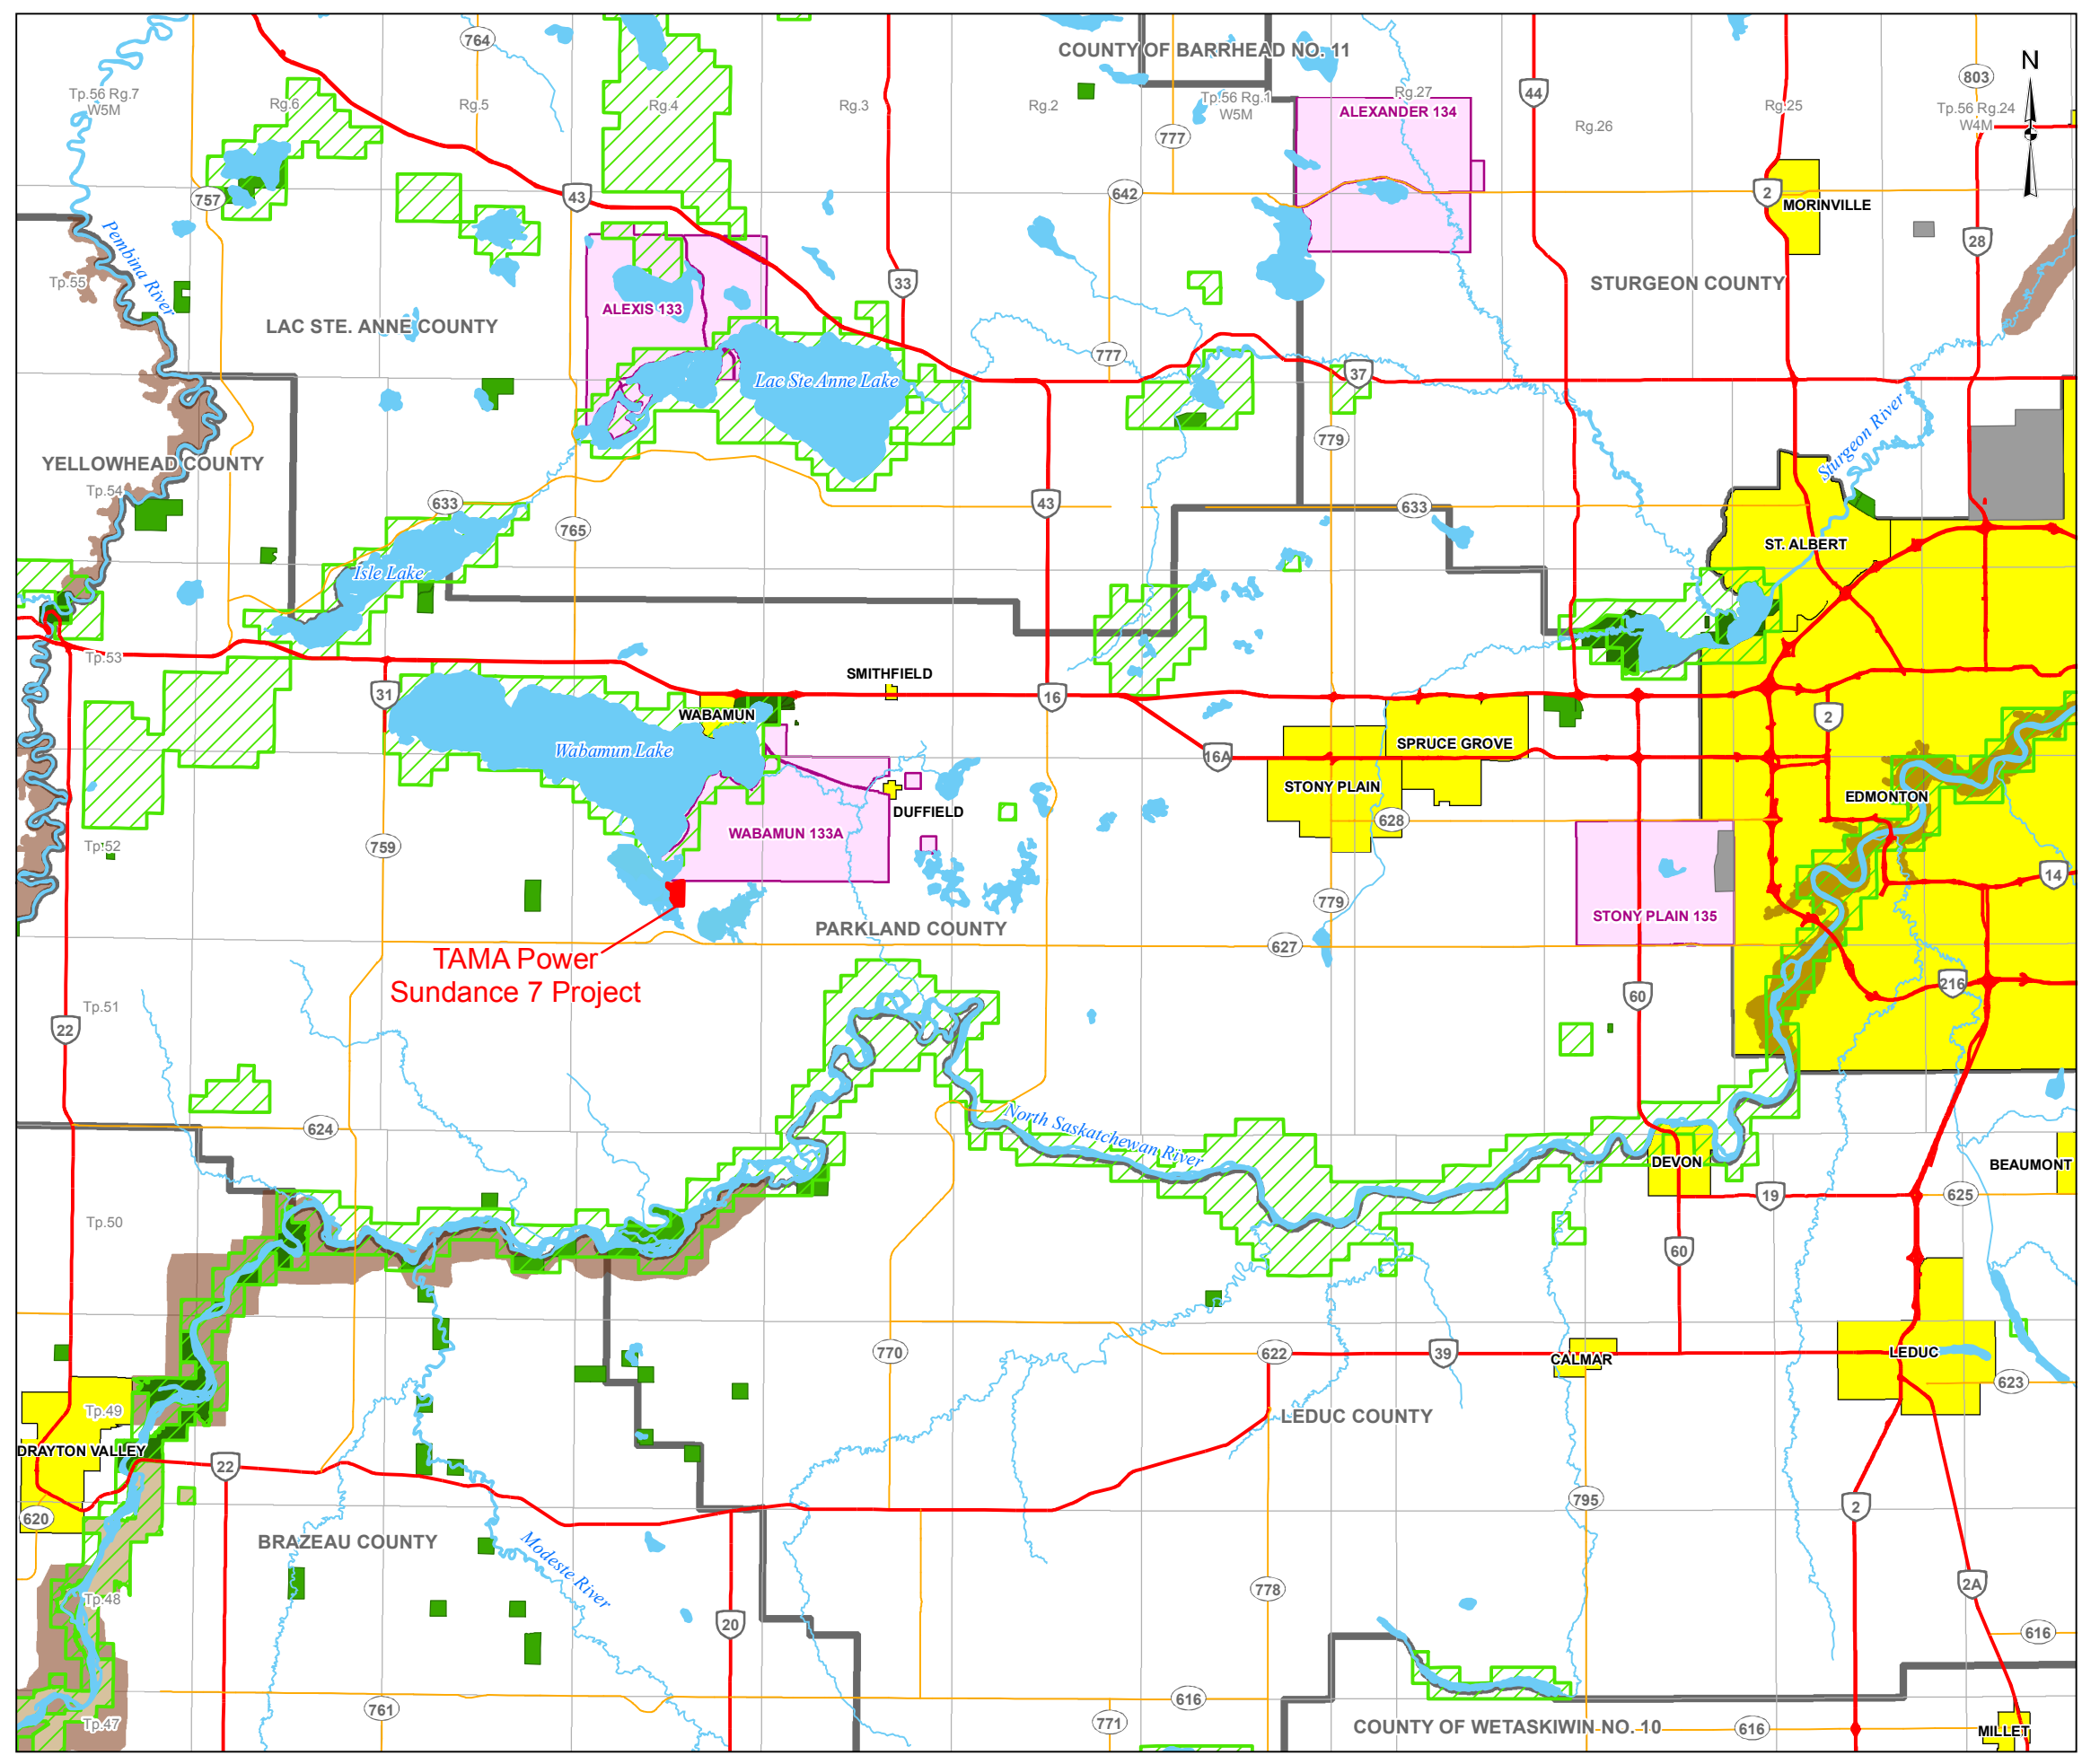 764
COUNTY OF BARRHEAD NO. 11
N
803
Tp.56 Rg.7
W5M
Rg.6
Rg.5
Rg.4
Rg.3
Rg.2
Tp.56 Rg.1
W5M
Rg.27
44
Rg.26
Rg.25
Tp.56 Rg.24
W4M
ALEXANDER 134
777
757
43
642
2
MORINVILLE
28
Pembina River
Tp.55
33
STURGEON COUNTY
ALEXIS 133
LAC STE. ANNE COUNTY
777
37
Lac Ste Anne Lake
779
Sturgeon River
YELLOWHEAD COUNTY
Tp.54
633
43
633
765
ST. ALBERT
Isle Lake
Tp.53
SMITHFIELD
31
16
WABAMUN
2
Wabamun Lake
16A
SPRUCE GROVE
STONY PLAIN
EDMONTON
DUFFIELD
628
WABAMUN 133A
759
Tp.52
14
779
STONY PLAIN 135
PARKLAND COUNTY
627
TAMA Power
Sundance 7 Project
216
60
Tp.51
22
North Saskatchewan River
624
DEVON
BEAUMONT
19
625
Tp.50
60
770
622
39
CALMAR
LEDUC
623
Tp.49
LEDUC COUNTY
DRAYTON VALLEY
22
795
2
620
BRAZEAU COUNTY
Modeste River
2A
778
Tp.48
20
616
761
616
771
Tp.47
COUNTY OF WETASKIWIN NO. 10
616
MILLET